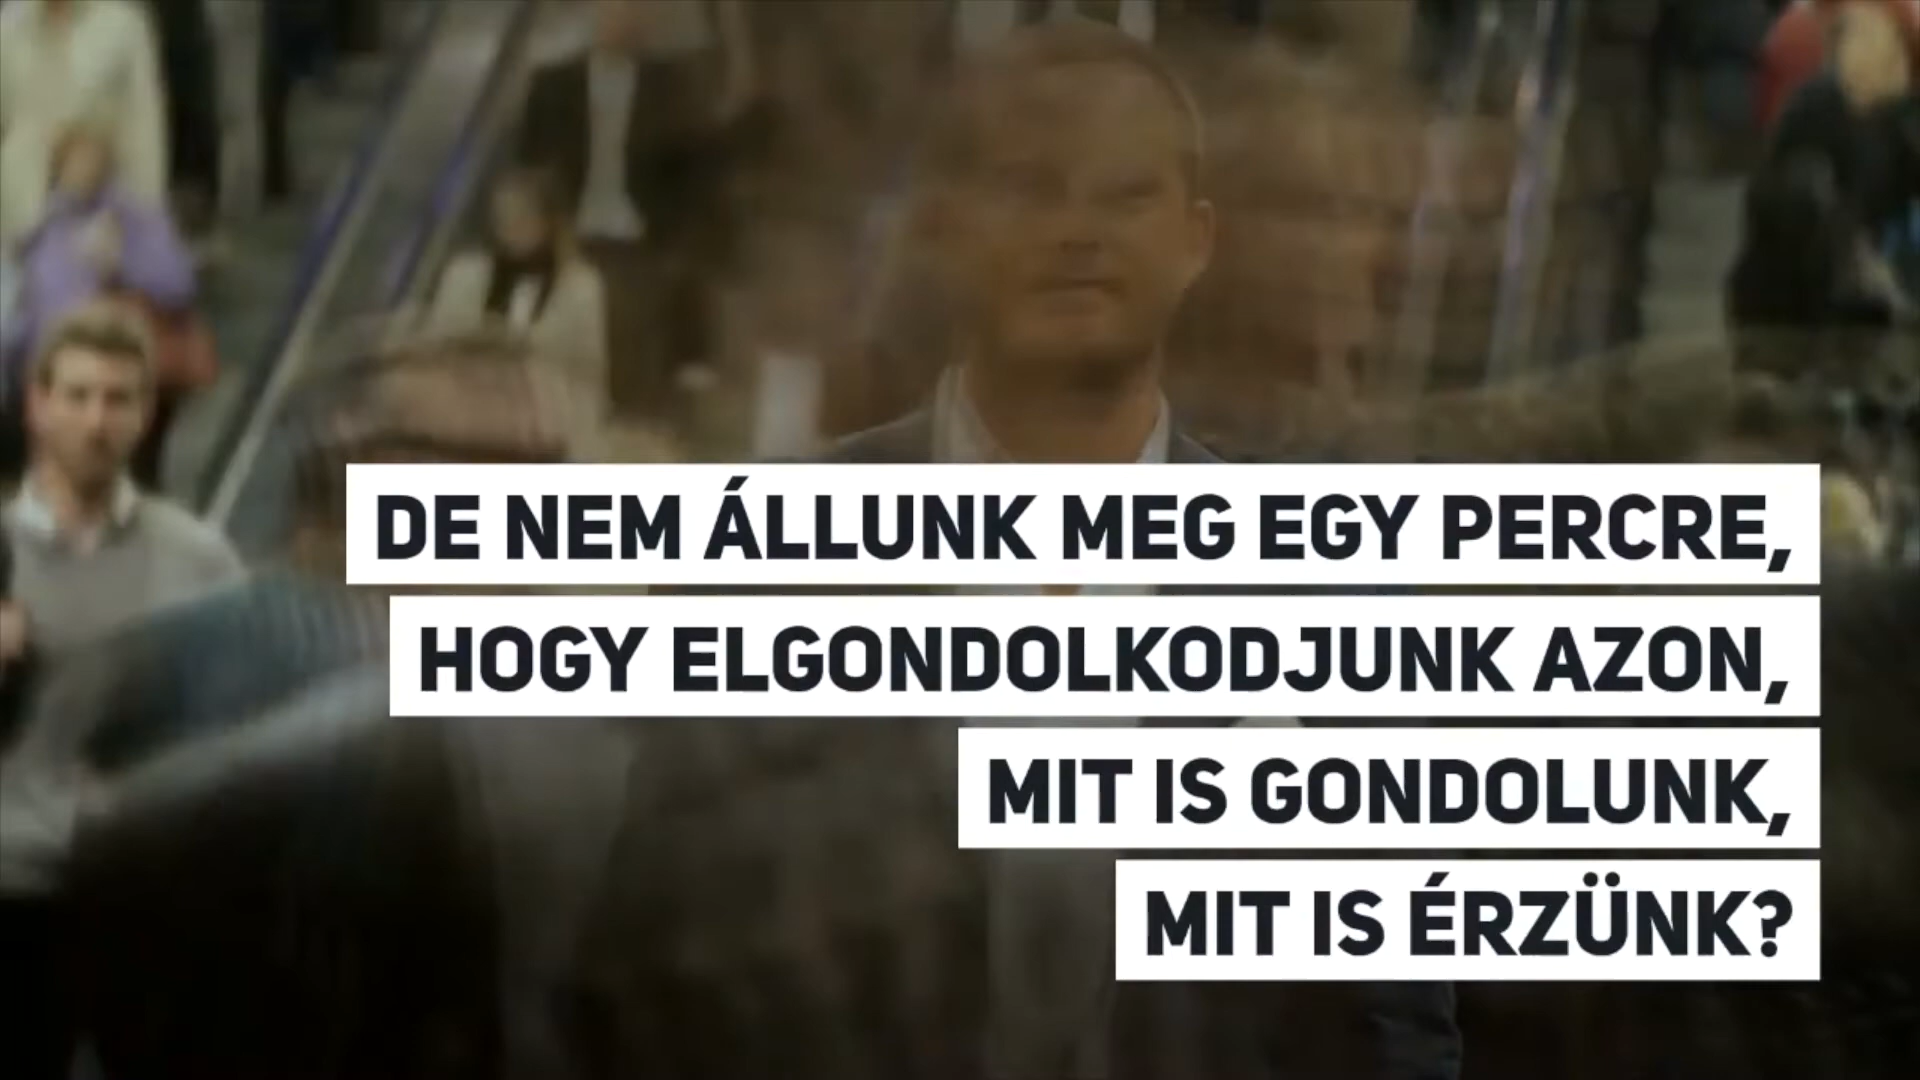 DE NEM ÁLLUNK MEG EGY PERCRE,
HOGY ELGONDOLKODJUNK AZON,
MIT IS GONDOLUNK,
MIT IS ÉRZÜNK?